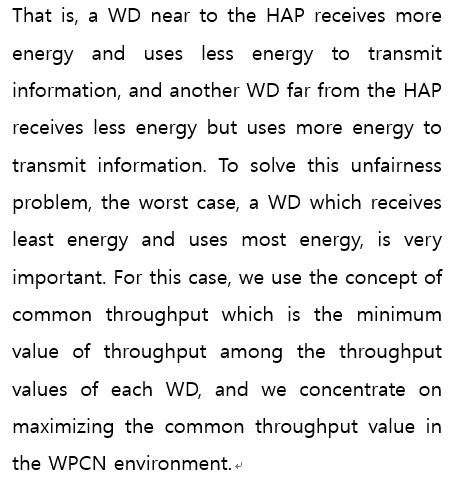 That is, a WD near to the HAP receives more
energy and uses less energy to transmit
information, and another WD far from the HAP
receives less energy but uses more energy to
transmit information. To solve this unfairness
problem, the worst case, a WD which receives
least energy and uses most energy, is very
important. For this case, we use the concept of
common throughput which is the minimum
value of throughput among the throughput
values of each WD, and we concentrate on
maximizing the common throughput value in
the WPCN environment.